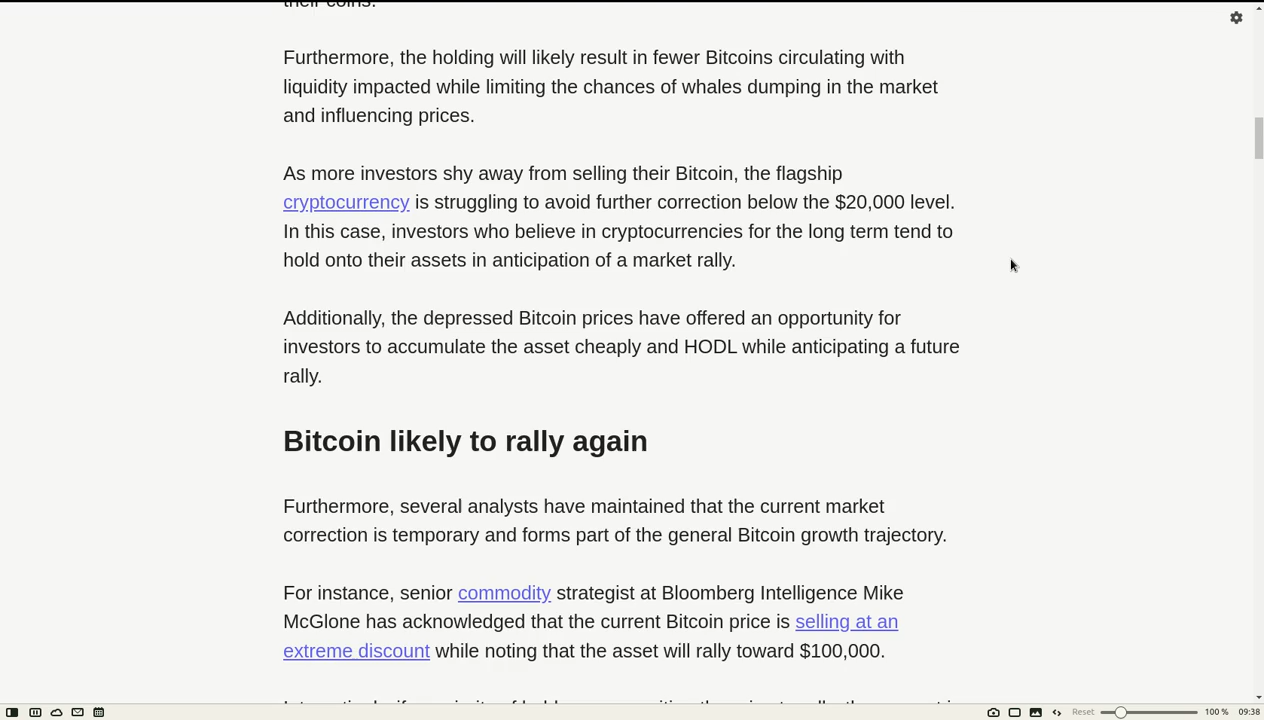 their coins.
Furthermore, the holding will likely result in fewer Bitcoins circulating with
liquidity impacted while limiting the chances of whales dumping in the market
and influencing prices.
As more investors shy away from selling their Bitcoin, the flagship
cryptocurrency is struggling to avoid further correction below the $20,000 level.
In this case, investors who believe in cryptocurrencies for the long term tend to
hold onto their assets in anticipation of a market rally.
Additionally, the depressed Bitcoin prices have offered an opportunity for
investors to accumulate the asset cheaply and HODL while anticipating a future
rally.
Bitcoin likely to rally again
Furthermore, several analysts have maintained that the current market
correction is temporary and forms part of the general Bitcoin growth trajectory.
For instance, senior commodity strategist at Bloomberg Intelligence Mike
McGlone has acknowledged that the current Bitcoin price is selling at an
extreme discount while noting that the asset will rally toward $100,000.
Reset 100 % 09:38